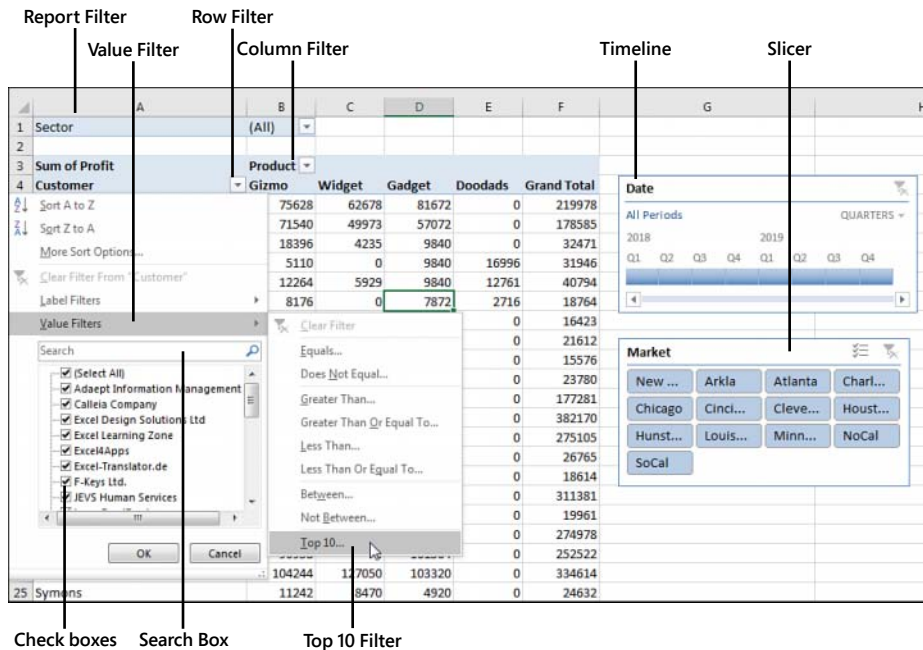 Report Filter Row Filter
Value Filter Column Filter Timeline Slicer
A B C D E F G
1 Sector (All)
2
3 Sum of Profit Product
4 Customer Gizmo Widget Gadget Doodads Grand Total
Sort A to Z 75628 62678 81672 0 219978
Sort Z to A 71540 49973 57072 0 178585
More Sort Options... 18396 4235 9840 0 32471
5110 0 9840 16996 31946
Clear Filter From "Customer" 12264 5929 9840 12761 40794
Label Filters 8176 0 7872 2716 18764
Value Filters 0 16423
Clear Filter 0 21612
Search Equals... 0 15576
(Select All) Does Not Equal... 0 23780
Adaept Information Management Greater Than... 0 177281
Calleia Company Greater Than Or Equal To... 0 382170
Excel Design Solutions Ltd Less Than... 0 275105
Excel Learning Zone 0 26765
Excel4Apps Less Than Or Equal To... 0 18614
Excel-Translator.de Between... 0 311381
F-Keys Ltd. Not Between... 0 19961
JEVS Human Services 0 274978
OK Cancel Top 10... 0 252522
104244 127050 103320 0 334614
25 Symons 11242 8470 4920 0 24632
Date
All Periods QUARTERS
2018 2019
Q1 Q2 Q3 Q4 Q1 Q2 Q3 Q4
Market
New ... Arkla Atlanta Charl...
Chicago Cinci... Cleve... Houst...
Hunst... Louis... Minn... NoCal
SoCal
Check boxes Search Box Top 10 Filter